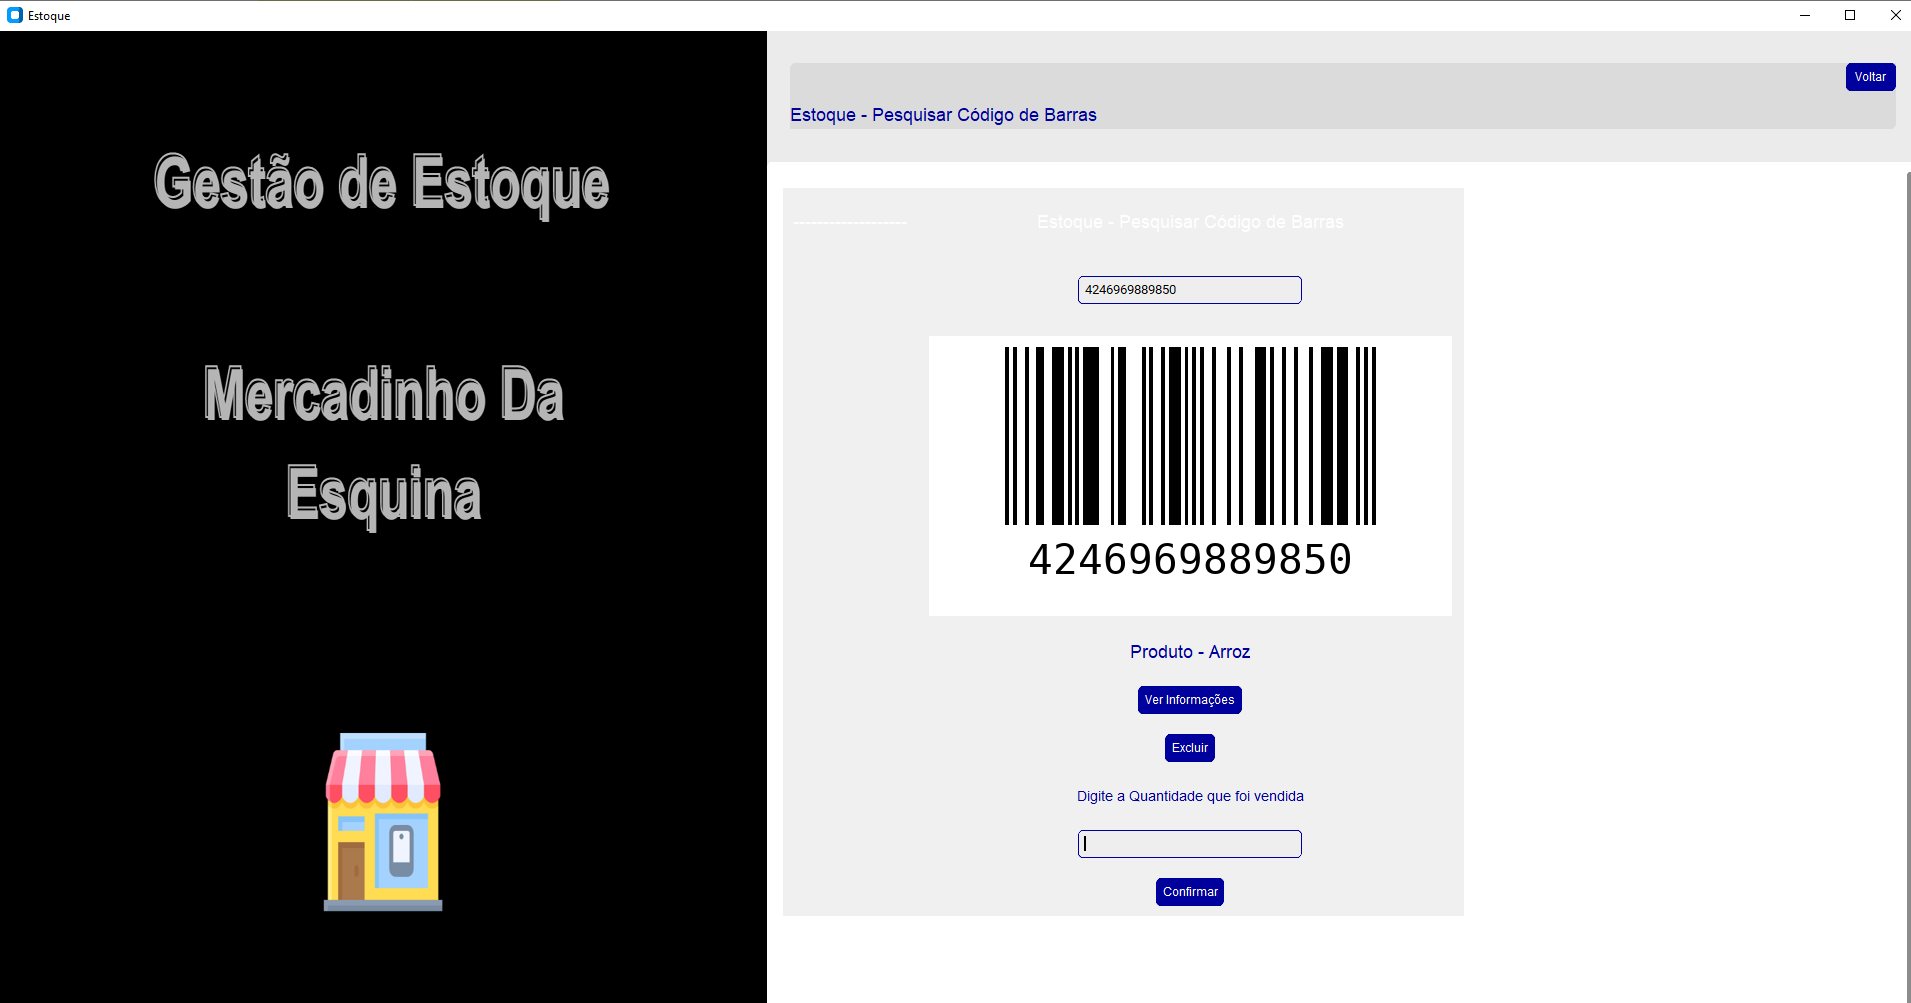 Estoque
Gestão de Estoque
Mercadinho Da
Esquina
Voltar
Estoque - Pesquisar Código de Barras
------------------- Estoque - Pesquisar Código de Barras
4246969889850
4246969889850
Produto - Arroz
Ver Informações
Excluir
Digite a Quantidade que foi vendida
Confirmar